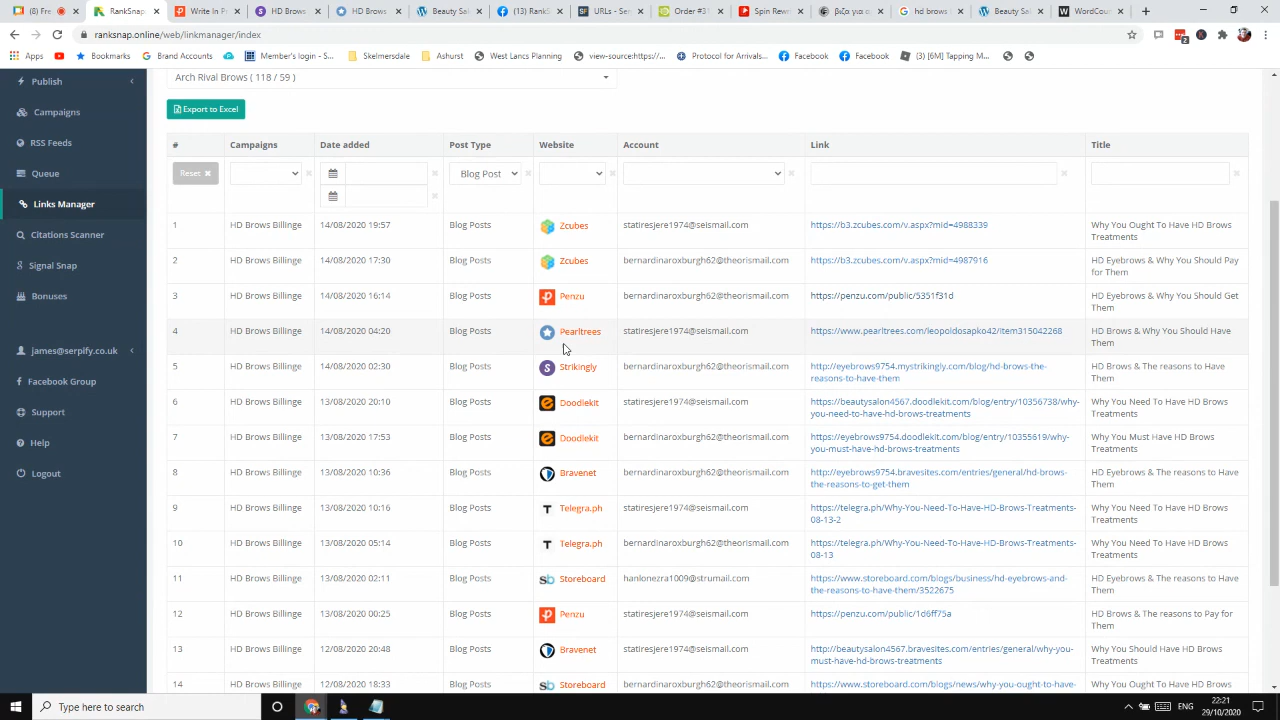 (8) Fre
RankSnap
Write In P
HD Brows
HD Brows
Beauty Sal
(13) RankS
URLs - Ser
Order #31
Spin Rewr
βιζα για α
hd brows
Beauty Sal
WordCou
ranksnap.online/web/linkmanager/index
Apps
Bookmarks
Brand Accounts
Member's login - S...
Skelmersdale
Ashurst
West Lancs Planning
view-source:https:...
Protocol for Arrivals...
Facebook
Facebook
(3) [6M] Tapping M...
Publish
Campaigns
RSS Feeds
Queue
Links Manager
Citations Scanner
Signal Snap
Bonuses
james@serpify.co.uk
Facebook Group
Support
Help
Logout
Arch Rival Brows ( 118 / 59 )
Export to Excel
# Campaigns Date added Post Type Website Account Link Title
Reset Blog Post
1 HD Brows Billinge 14/08/2020 19:57 Blog Posts Zcubes statiresjere1974@seismail.com https://b3.zcubes.com/v.aspx?mid=4988339 Why You Ought To Have HD Brows
Treatments
2 HD Brows Billinge 14/08/2020 17:30 Blog Posts Zcubes bernardinaroxburgh62@theorismail.com https://b3.zcubes.com/v.aspx?mid=4987916 HD Eyebrows & Why You Should Pay
for Them
3 HD Brows Billinge 14/08/2020 16:14 Blog Posts Penzu bernardinaroxburgh62@theorismail.com https://penzu.com/public/5351f31d HD Eyebrows & Why You Should Get
Them
4 HD Brows Billinge 14/08/2020 04:20 Blog Posts Pearltrees statiresjere1974@seismail.com https://www.pearltrees.com/leopoldosapko42/item315042268 HD Brows & Why You Should Have
Them
5 HD Brows Billinge 14/08/2020 02:30 Blog Posts Strikingly bernardinaroxburgh62@theorismail.com http://eyebrows9754.mystrikingly.com/blog/hd-brows-the- HD Brows & The reasons to Have
reasons-to-have-them Them
6 HD Brows Billinge 13/08/2020 20:10 Blog Posts Doodlekit statiresjere1974@seismail.com https://beautysalon4567.doodlekit.com/blog/entry/10356738/why- Why You Need To Have HD Brows
you-need-to-have-hd-brows-treatments Treatments
7 HD Brows Billinge 13/08/2020 17:53 Blog Posts Doodlekit bernardinaroxburgh62@theorismail.com https://eyebrows9754.doodlekit.com/blog/entry/10355619/why- Why You Must Have HD Brows
you-must-have-hd-brows-treatments Treatments
8 HD Brows Billinge 13/08/2020 10:36 Blog Posts Bravenet bernardinaroxburgh62@theorismail.com http://eyebrows9754.bravesites.com/entries/general/hd-brows- HD Eyebrows & The reasons to Get
the-reasons-to-get-them Them
9 HD Brows Billinge 13/08/2020 10:16 Blog Posts Telegra.ph statiresjere1974@seismail.com https://telegra.ph/Why-You-Need-To-Have-HD-Brows-Treatments- Why You Need To Have HD Brows
08-13-2 Treatments
10 HD Brows Billinge 13/08/2020 05:14 Blog Posts Telegra.ph bernardinaroxburgh62@theorismail.com https://telegra.ph/Why-You-Need-To-Have-HD-Brows-Treatments- Why You Need To Have HD Brows
08-13 Treatments
11 HD Brows Billinge 13/08/2020 02:11 Blog Posts Storeboard hanlonezra1009@strumail.com https://www.storeboard.com/blogs/business/hd-eyebrows-and- HD Eyebrows & The reasons to Have
the-reasons-to-have-them/3522675 Them
12 HD Brows Billinge 13/08/2020 00:25 Blog Posts Penzu statiresjere1974@seismail.com https://penzu.com/public/1d6ff75a HD Brows & The reasons to Pay for
Them
13 HD Brows Billinge 12/08/2020 20:48 Blog Posts Bravenet statiresjere1974@seismail.com http://beautysalon4567.bravesites.com/entries/general/why-you- Why You Should Have HD Brows
must-have-hd-brows-treatments Treatments
14 HD Brows Billinge 12/08/2020 18:33 Blog Posts Storeboard statiresjere1974@seismail.com https://www.storeboard.com/blogs/news/why-you-ought-to-have- Why You Ought To Have HD Brows
Type here to search
ENG
22:21
29/10/2020